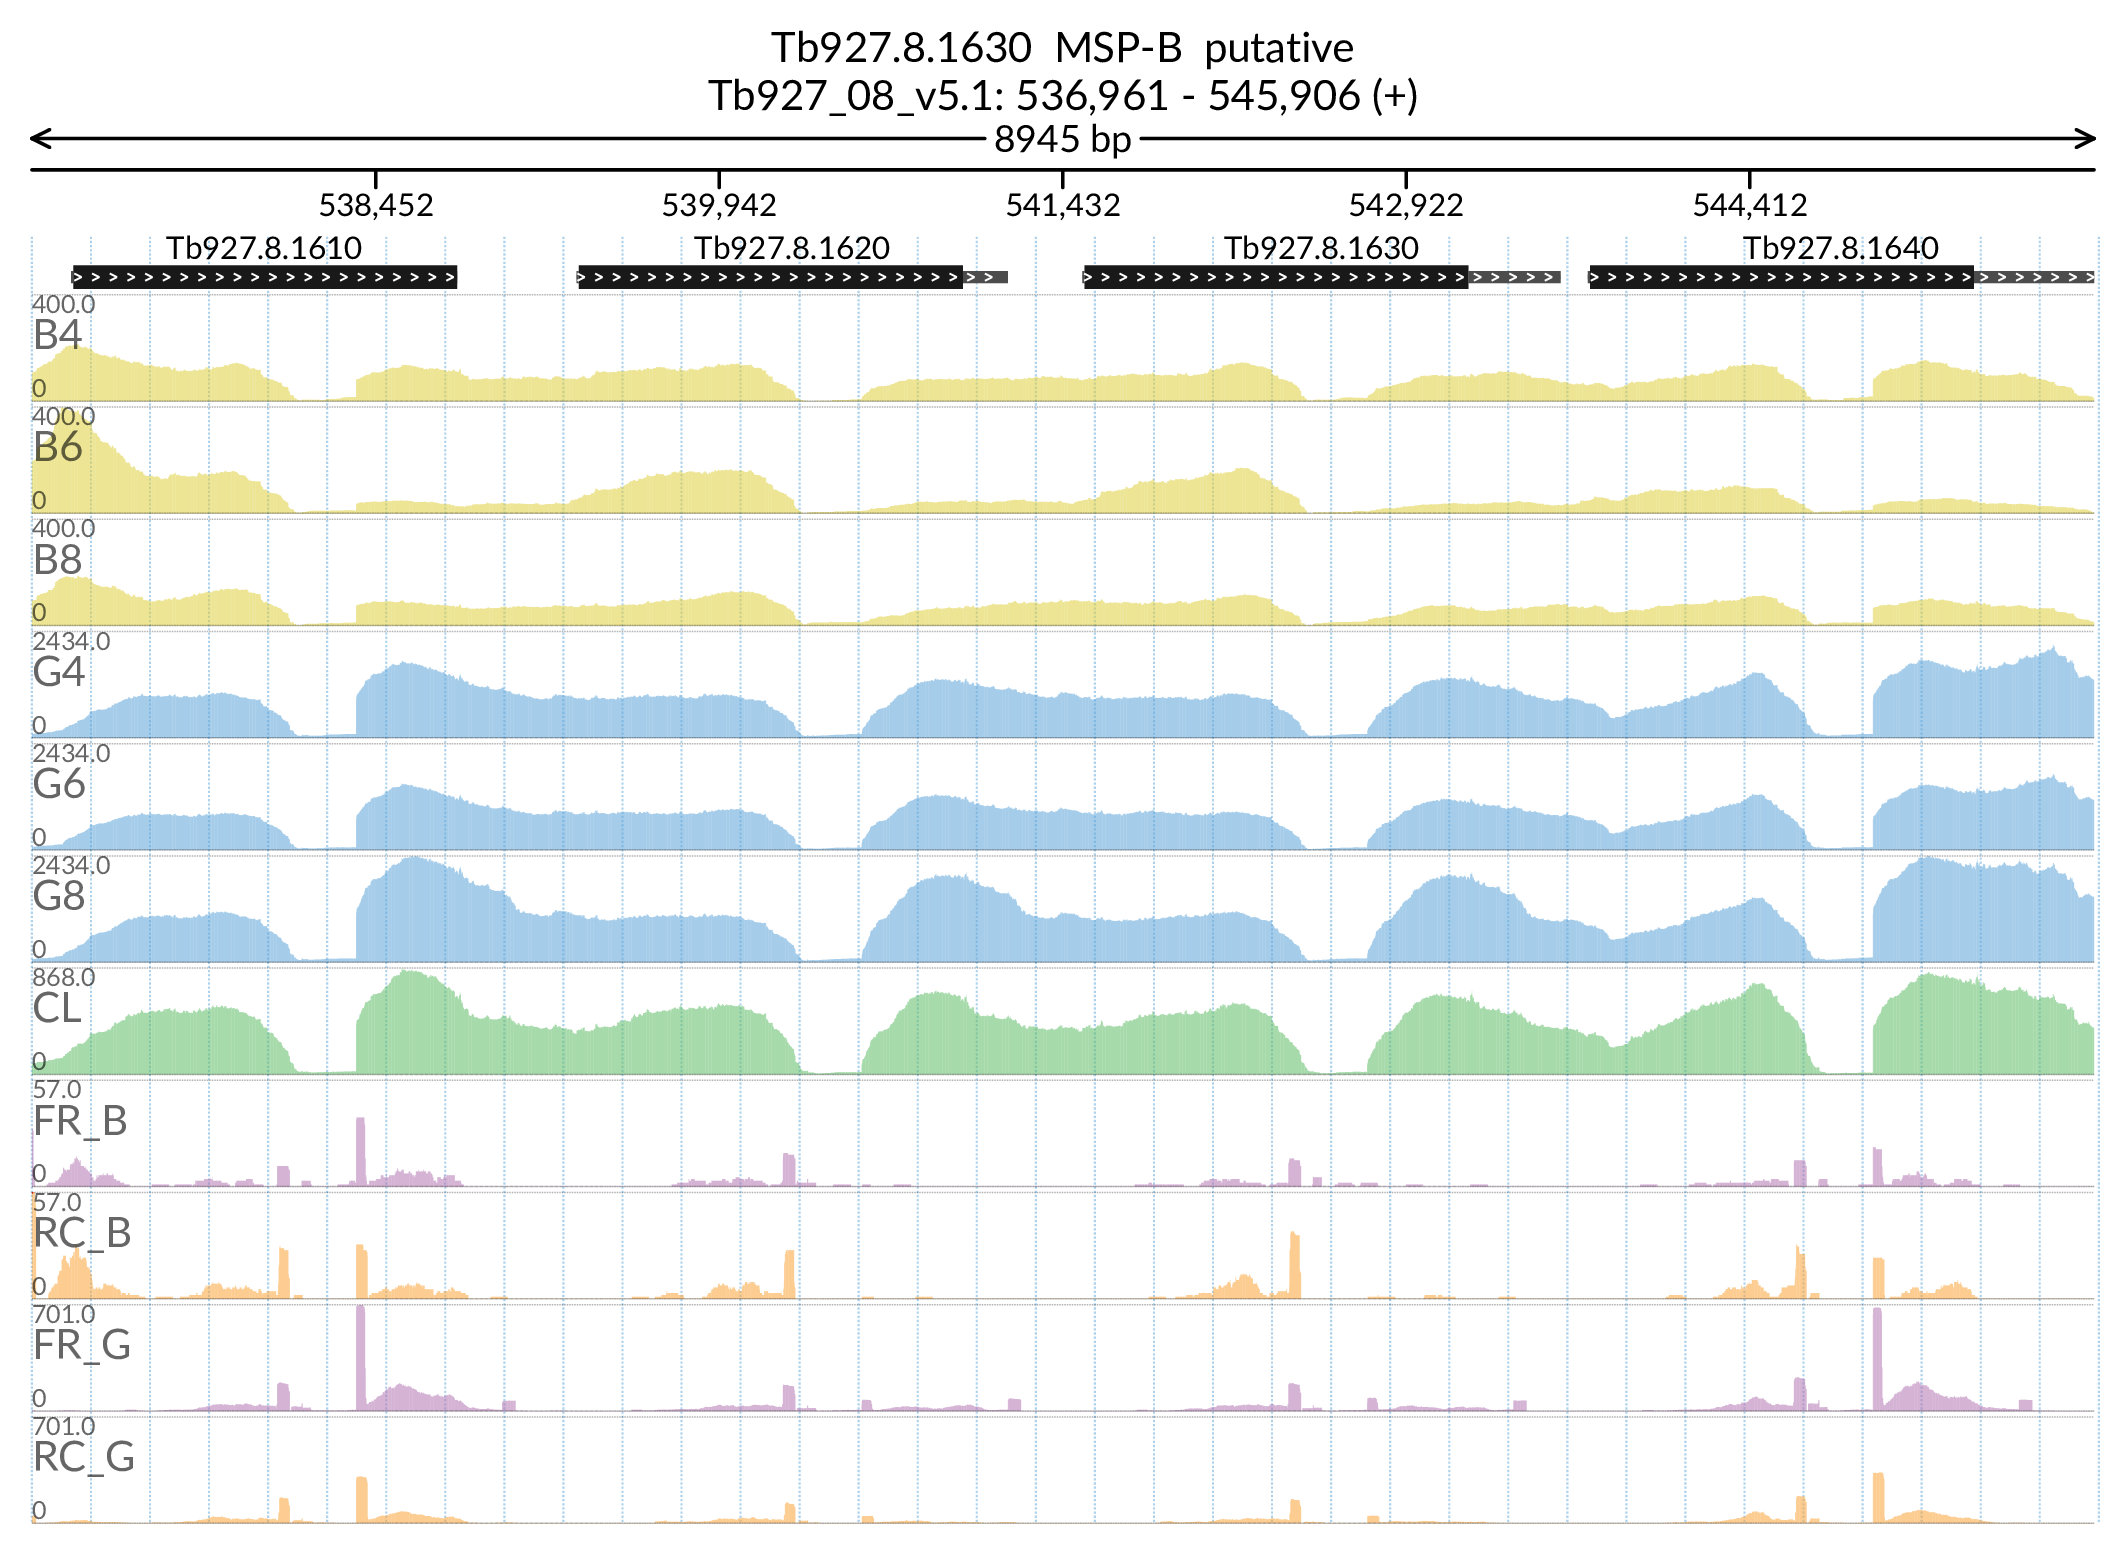 Tb927.8.1630 MSP-B putative
Tb927_08_v5.1: 536,961 - 545,906 (+)
8945 bp
538,452 539,942 541,432 542,922 544,412
Tb927.8.1610 Tb927.8.1620 Tb927.8.1630 Tb927.8.1640
400.0
B4
0
400.0
B6
0
400.0
B8
0
2434.0
G4
0
2434.0
G6
0
2434.0
G8
0
868.0
CL
0
57.0
FR_B
0
57.0
RC_B
0
701.0
FR_G
0
701.0
RC_G
0